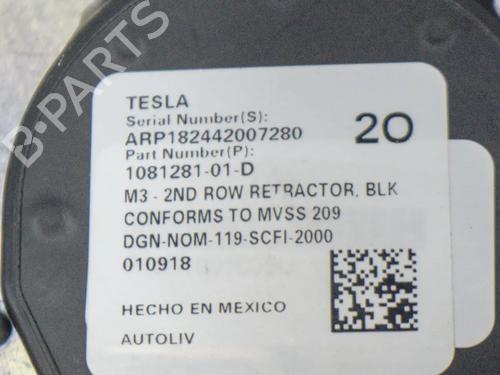 B-PARTS
TESLA
Serial Number(S):
ARP182442007280
20
Part Number(P):
1081281-01-D
M3 - 2ND ROW RETRACTOR, BLK
CONFORMS TO MVSS 209
DGN-NOM-119-SCFI-2000
010918
HECHO EN MEXICO
AUTOLIV